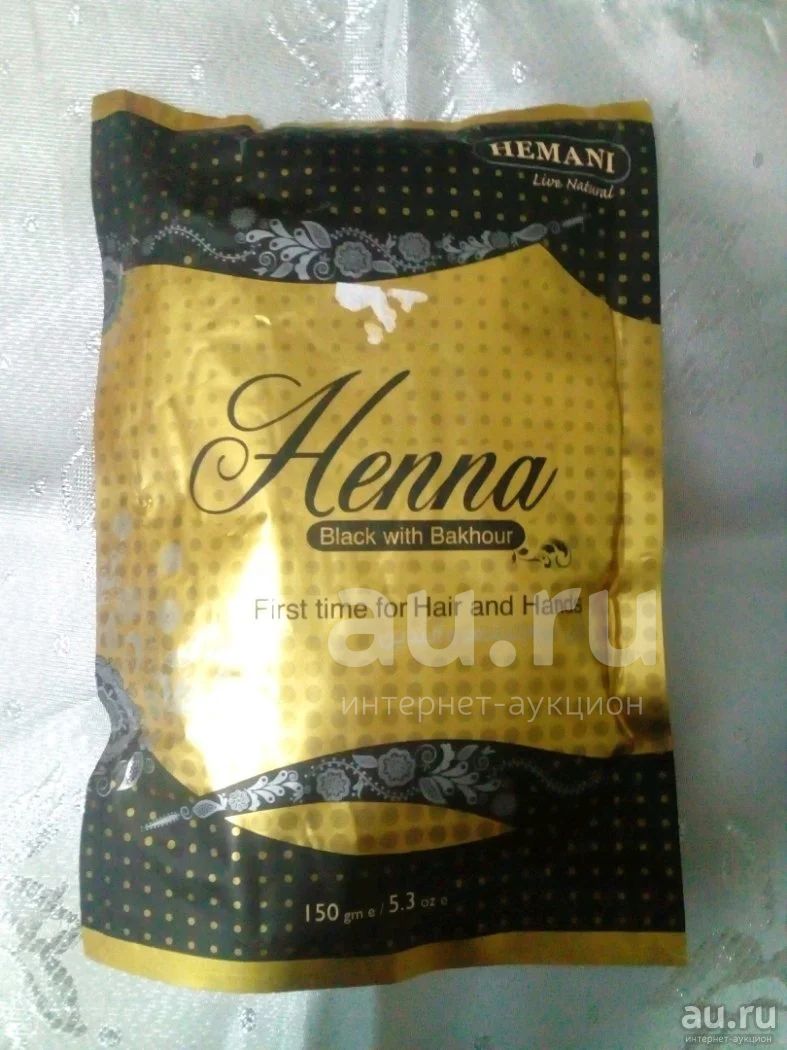 HEMANI
Live Natural
Henna
Black with Bakhour
First time for Hair and Hands
au.ru
интернет-аукцион
150 gm e / 5.3 oz e
au.ru
интернет-аукцион